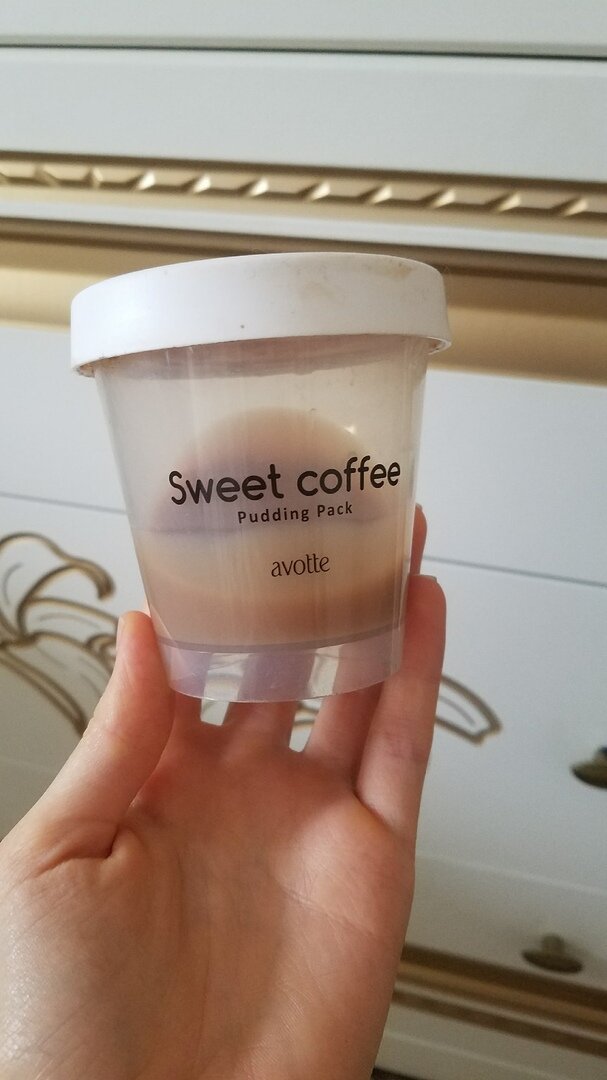 Sweet coffee
Pudding Pack
avotte